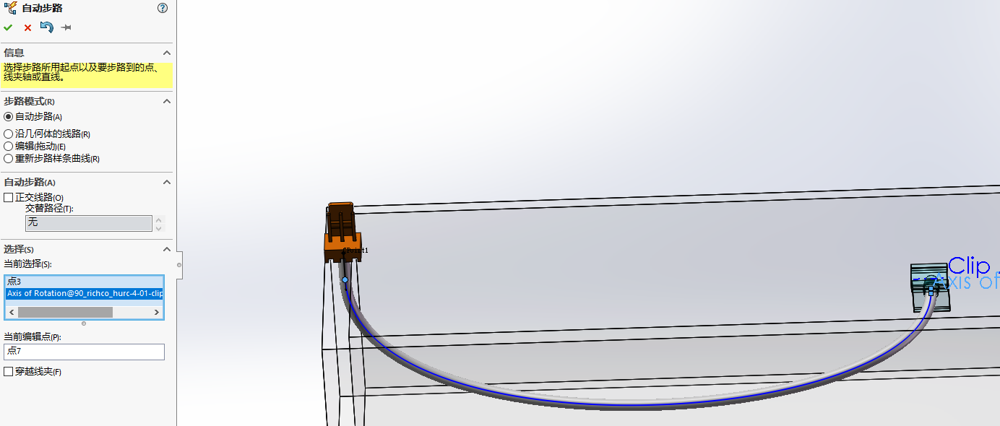 自动步路
信息
选择步路所用起点以及要步路到的点、
线夹轴或直线。
步路模式(R)
自动步路(A)
沿几何体的线路(R)
编辑(拖动)(E)
重新步路样条曲线(R)
自动步路(A)
正交线路(O)
交替路径(T):
无
选择(S)
当前选择(S):
点3
Axis of Rotation@90_richco_hurc-4-01-clip
当前编辑点(P):
点7
穿越线夹(F)
CPoint1
Clip
Axis of